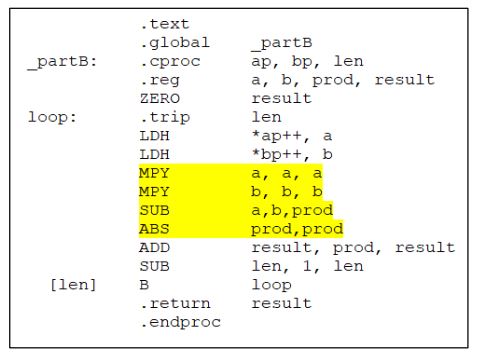 .text
.global _partB
_partB: .cproc ap, bp, len
.reg a, b, prod, result
ZERO result
loop: .trip len
LDH *ap++, a
LDH *bp++, b
MPY a, a, a
MPY b, b, b
SUB a,b,prod
ABS prod,prod
ADD result, prod, result
SUB len, 1, len
[len] B loop
.return result
.endproc